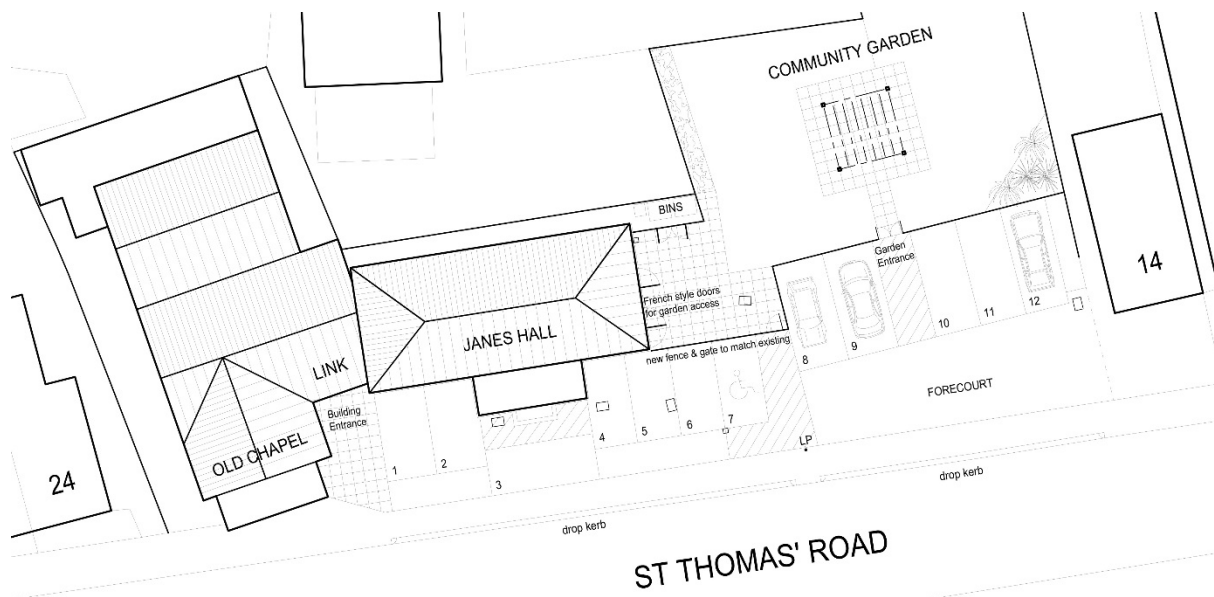 COMMUNITY GARDEN
BINS
14
Garden
Entrance
French style doors
for garden access
12
11
10
JANES HALL
new fence & gate to match existing
9
8
LINK
FORECOURT
Building
Entrance
7
6
5
4
OLD CHAPEL
LP
24
1
2
3
drop kerb
drop kerb
ST THOMAS' ROAD